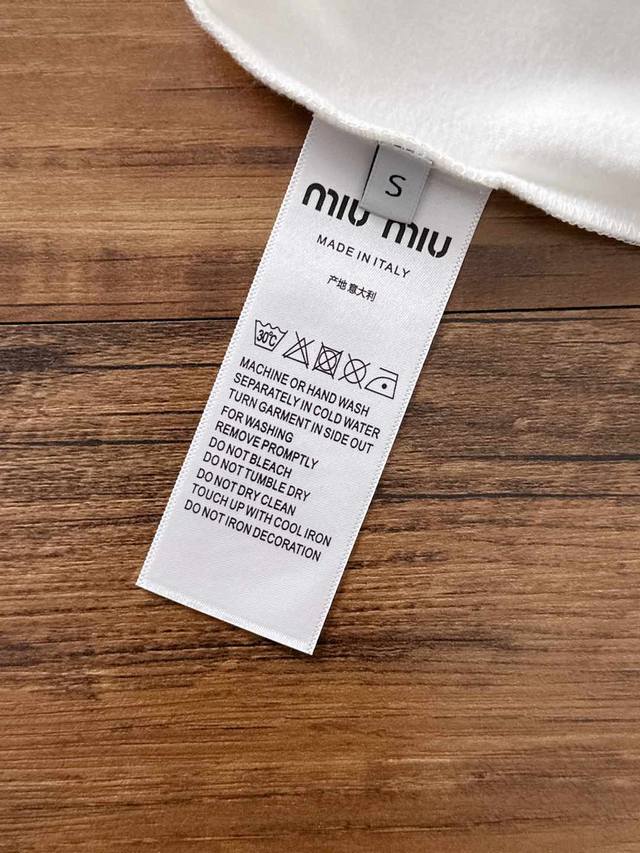 S
miu miu
MADE IN ITALY
产地 意大利
30℃
MACHINE OR HAND WASH
SEPARATELY IN COLD WATER
TURN GARMENT IN SIDE OUT
FOR WASHING
REMOVE PROMPTLY
DO NOT BLEACH
DO NOT TUMBLE DRY
DO NOT DRY CLEAN
TOUCH UP WITH COOL IRON
DO NOT IRON DECORATION